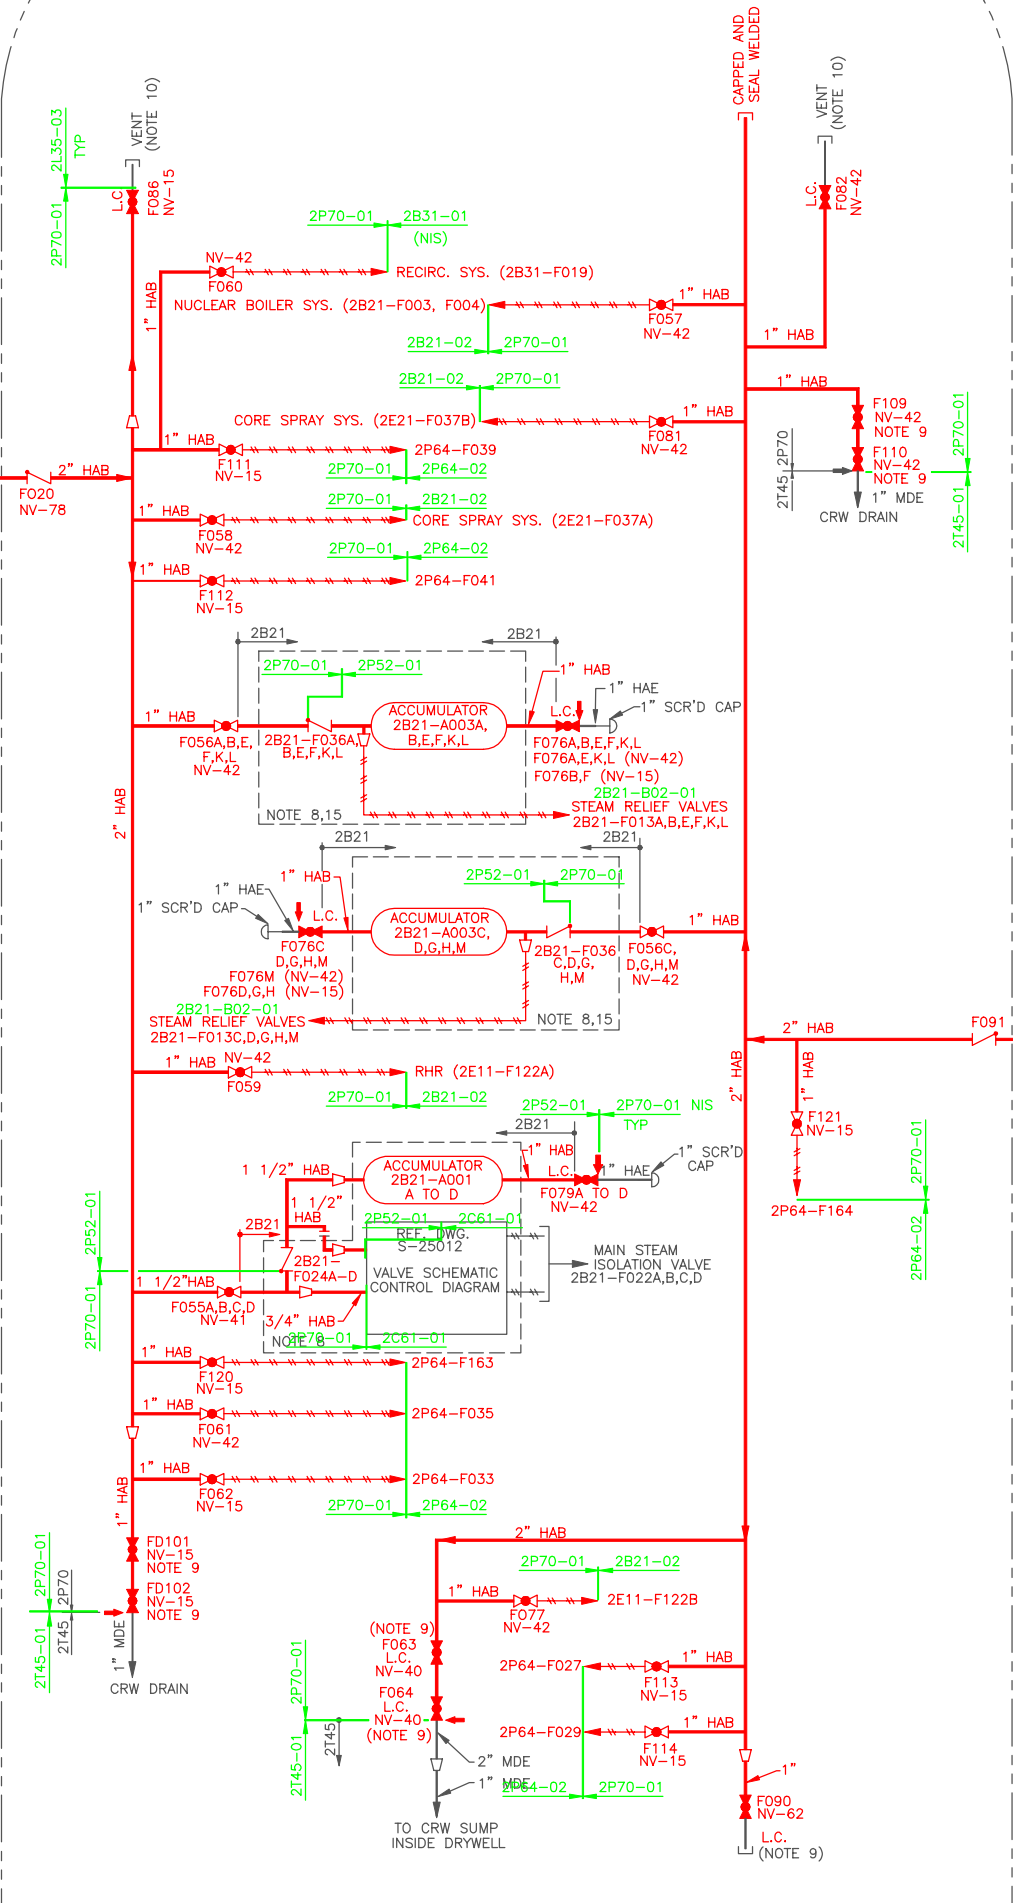 CAPPED AND
SEAL WELDED
VENT
(NOTE 10)
VENT
(NOTE 10)
2L35-03
TYP
2P70-01
L.C.
F086
NV-15
L.C.
F082
NV-42
2P70-01
2B31-01
(NIS)
NV-42
F060
RECIRC. SYS. (2B31-F019)
1" HAB
NUCLEAR BOILER SYS. (2B21-F003, F004)
1" HAB
F057
NV-42
1" HAB
2B21-02
2P70-01
2B21-02
2P70-01
1" HAB
CORE SPRAY SYS. (2E21-F037B)
1" HAB
F081
NV-42
F109
NV-42
NOTE 9
F110
NV-42
NOTE 9
2P70
2T45
2P70-01
2T45-01
1" MDE
CRW DRAIN
1" HAB
2P64-F039
F111
NV-15
2" HAB
F020
NV-78
2P70-01
2P64-02
2P70-01
2B21-02
1" HAB
CORE SPRAY SYS. (2E21-F037A)
F058
NV-42
2P70-01
2P64-02
1" HAB
2P64-F041
F112
NV-15
2B21
2B21
2P70-01
2P52-01
1" HAB
1" HAE
1" SCR'D CAP
L.C.
1" HAB
ACCUMULATOR
2B21-A003A,
B,E,F,K,L
F056A,B,E,
F,K,L
NV-42
2B21-F036A,
B,E,F,K,L
F076A,B,E,F,K,L
F076A,E,K,L (NV-42)
F076B,F (NV-15)
2B21-B02-01
STEAM RELIEF VALVES
2B21-F013A,B,E,F,K,L
NOTE 8,15
2" HAB
2B21
2B21
2P52-01
2P70-01
1" HAB
1" HAE
1" SCR'D CAP
L.C.
ACCUMULATOR
2B21-A003C,
D,G,H,M
1" HAB
F076C
D,G,H,M
F076M (NV-42)
F076D,G,H (NV-15)
2B21-F036
C,D,G,
H,M
F056C,
D,G,H,M
NV-42
2B21-B02-01
STEAM RELIEF VALVES
2B21-F013C,D,G,H,M
NOTE 8,15
2" HAB
F091
1" HAB
NV-42
F059
RHR (2E11-F122A)
2P70-01
2B21-02
2" HAB
1" HAB
F121
NV-15
2P64-F164
2P70-01
2P64-02
2P52-01
2P70-01 NIS
TYP
2B21
1" HAB
1" SCR'D
CAP
1 1/2" HAB
ACCUMULATOR
2B21-A001
A TO D
L.C.
1" HAE
F079A TO D
NV-42
1 1/2"
HAB
2P52-01
2C61-01
2P52-01
2P70-01
2B21
REF. DWG.
S-25012
2B21-
F024A-D
VALVE SCHEMATIC
CONTROL DIAGRAM
MAIN STEAM
ISOLATION VALVE
2B21-F022A,B,C,D
1 1/2"HAB
F055A,B,C,D
NV-41
3/4" HAB
NOTE 8
2P70-01
2C61-01
1" HAB
2P64-F163
F120
NV-15
1" HAB
2P64-F035
F061
NV-42
1" HAB
2P64-F033
F062
NV-15
2P70-01
2P64-02
1" HAB
FD101
NV-15
NOTE 9
FD102
NV-15
NOTE 9
2P70-01
2T45-01
2P70
2T45
1" MDE
CRW DRAIN
2" HAB
2P70-01
2B21-02
1" HAB
2E11-F122B
F077
NV-42
(NOTE 9)
F063
L.C.
NV-40
F064
L.C.
NV-40
(NOTE 9)
2P70-01
2T45-01
2T45
2P64-F027
1" HAB
F113
NV-15
2P64-F029
1" HAB
F114
NV-15
2" MDE
1" MDE
2P64-02
2P70-01
1"
F090
NV-62
L.C.
(NOTE 9)
TO CRW SUMP
INSIDE DRYWELL